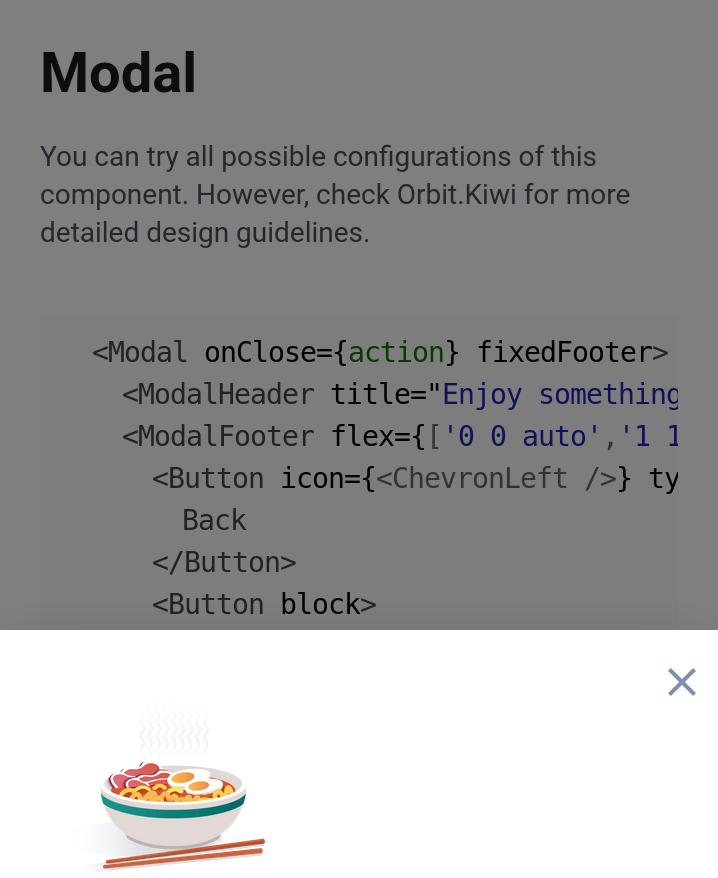 Modal
You can try all possible configurations of this
component. However, check Orbit.Kiwi for more
detailed design guidelines.
<Modal onClose={action} fixedFooter>
<ModalHeader title="Enjoy something
<ModalFooter flex={['0 0 auto','1 1
<Button icon={<ChevronLeft />} ty
Back
</Button>
<Button block>